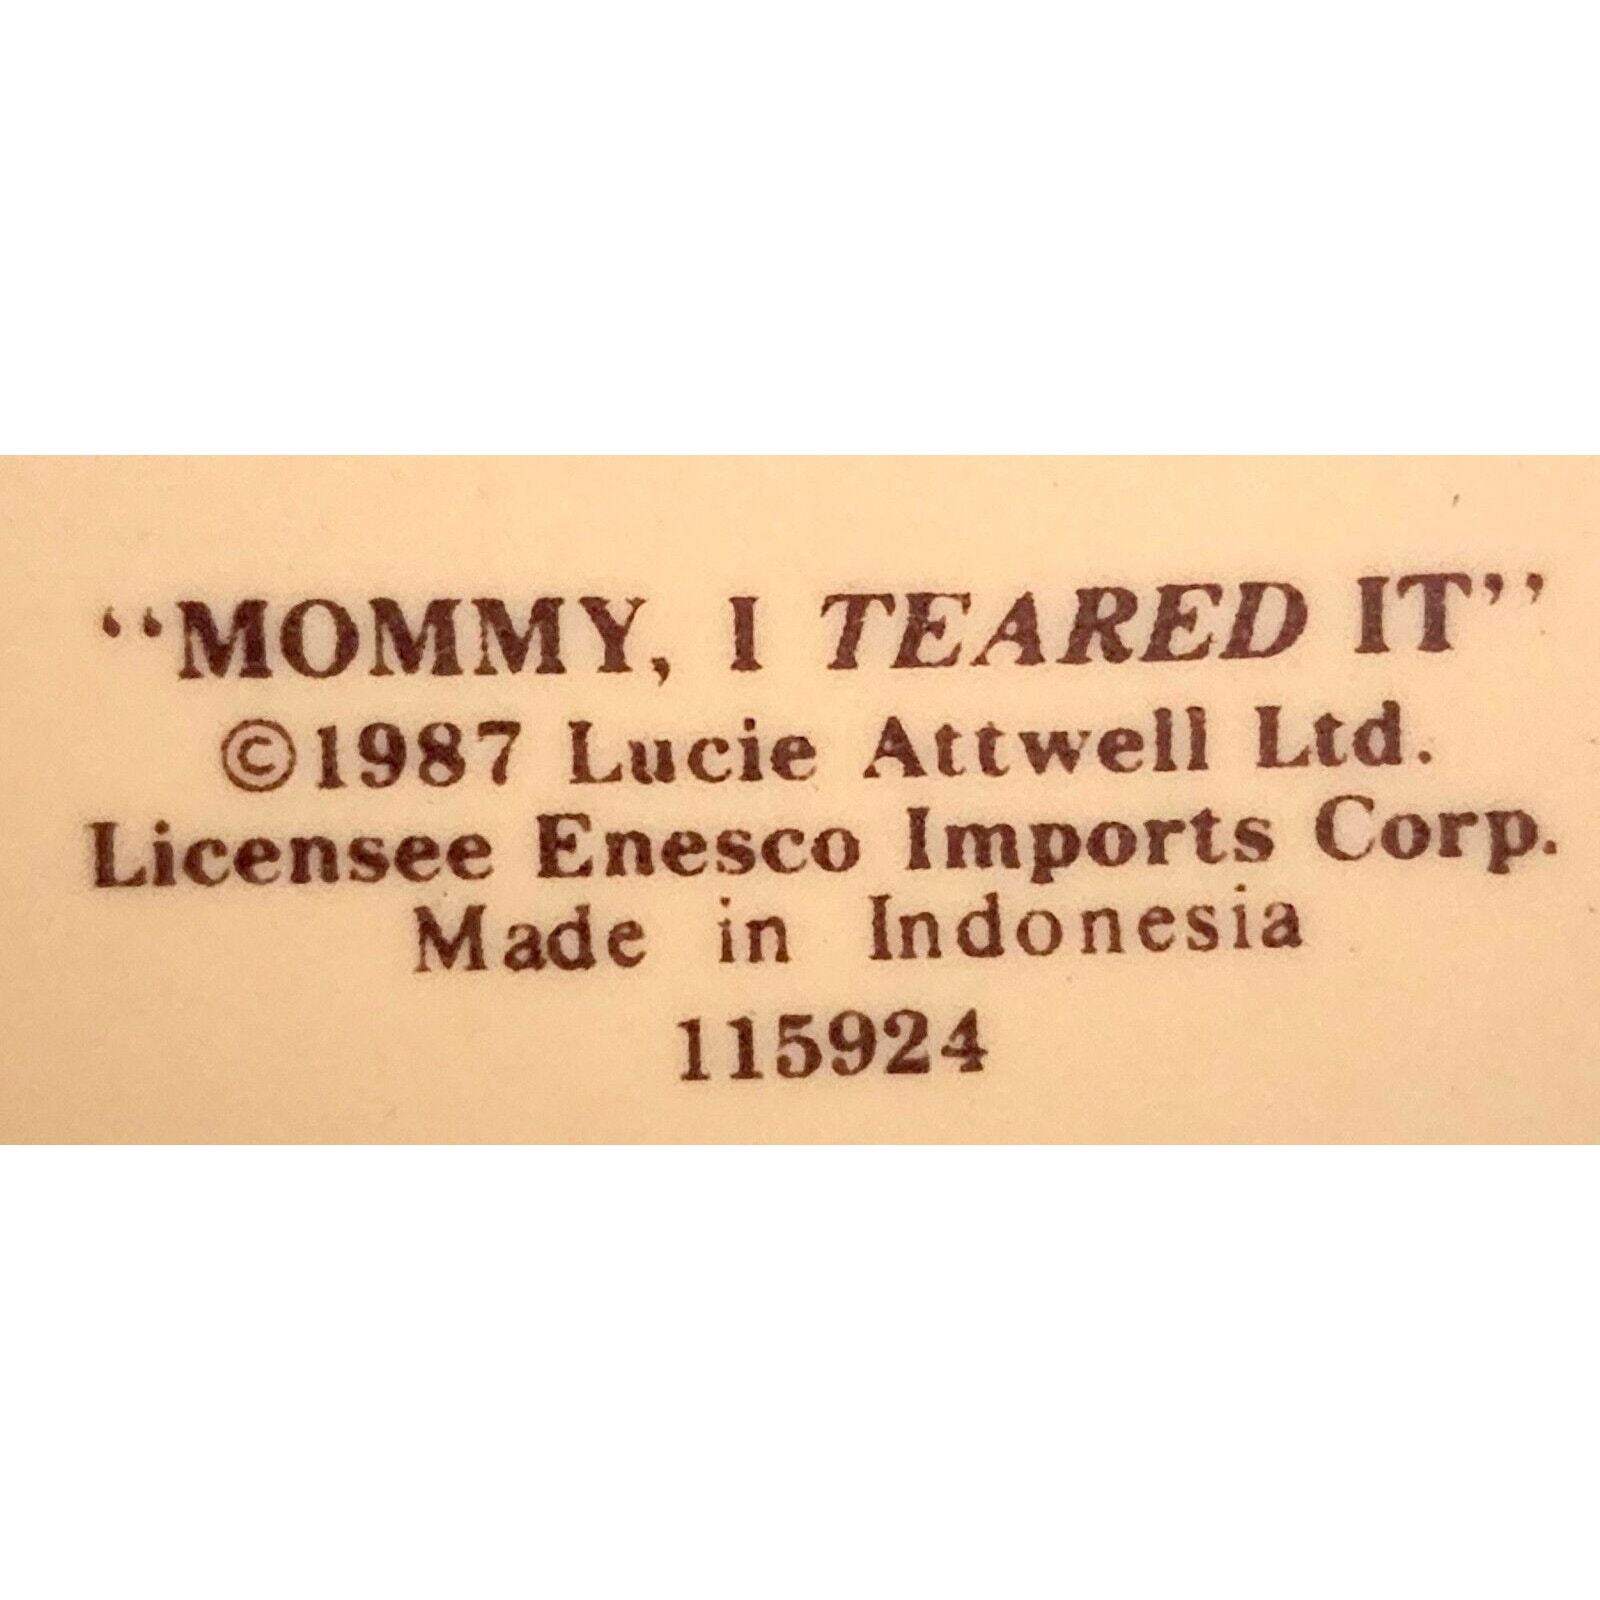 “MOMMY, I TEARED IT”
©1987 Lucie Attwell Ltd.
Licensee Enesco Imports Corp.
Made in Indonesia
115924